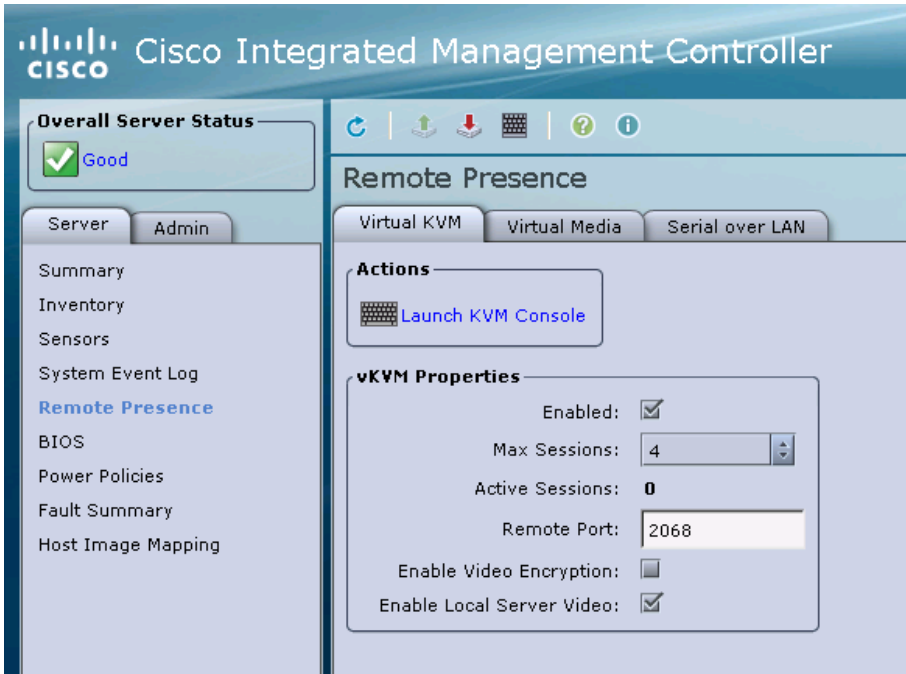 CISCO
Cisco Integrated Management Controller
Overall Server Status
Good
Server
Admin
Summary
Inventory
Sensors
System Event Log
Remote Presence
BIOS
Power Policies
Fault Summary
Host Image Mapping
Remote Presence
Virtual KVM
Virtual Media
Serial over LAN
Actions
Launch KVM Console
vKVM Properties
Enabled:
Max Sessions: 4
Active Sessions: 0
Remote Port: 2068
Enable Video Encryption:
Enable Local Server Video: